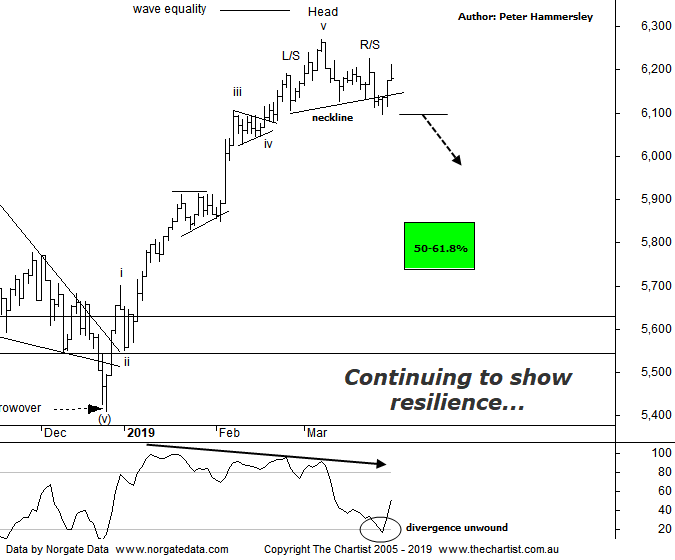 wave equality
Head
Author: Peter Hammersley
v
L/S
R/S
iii
neckline
iv
i
ii
50-61.8%
Continuing to show
resilience...
rowover
(v)
6,300
6,200
6,100
6,000
5,900
5,800
5,700
5,600
5,500
5,400
Dec
2019
Feb
Mar
100
80
60
40
20
divergence unwound
Data by Norgate Data www.norgatedata.com Copyright The Chartist 2005 - 2019 www.thechartist.com.au